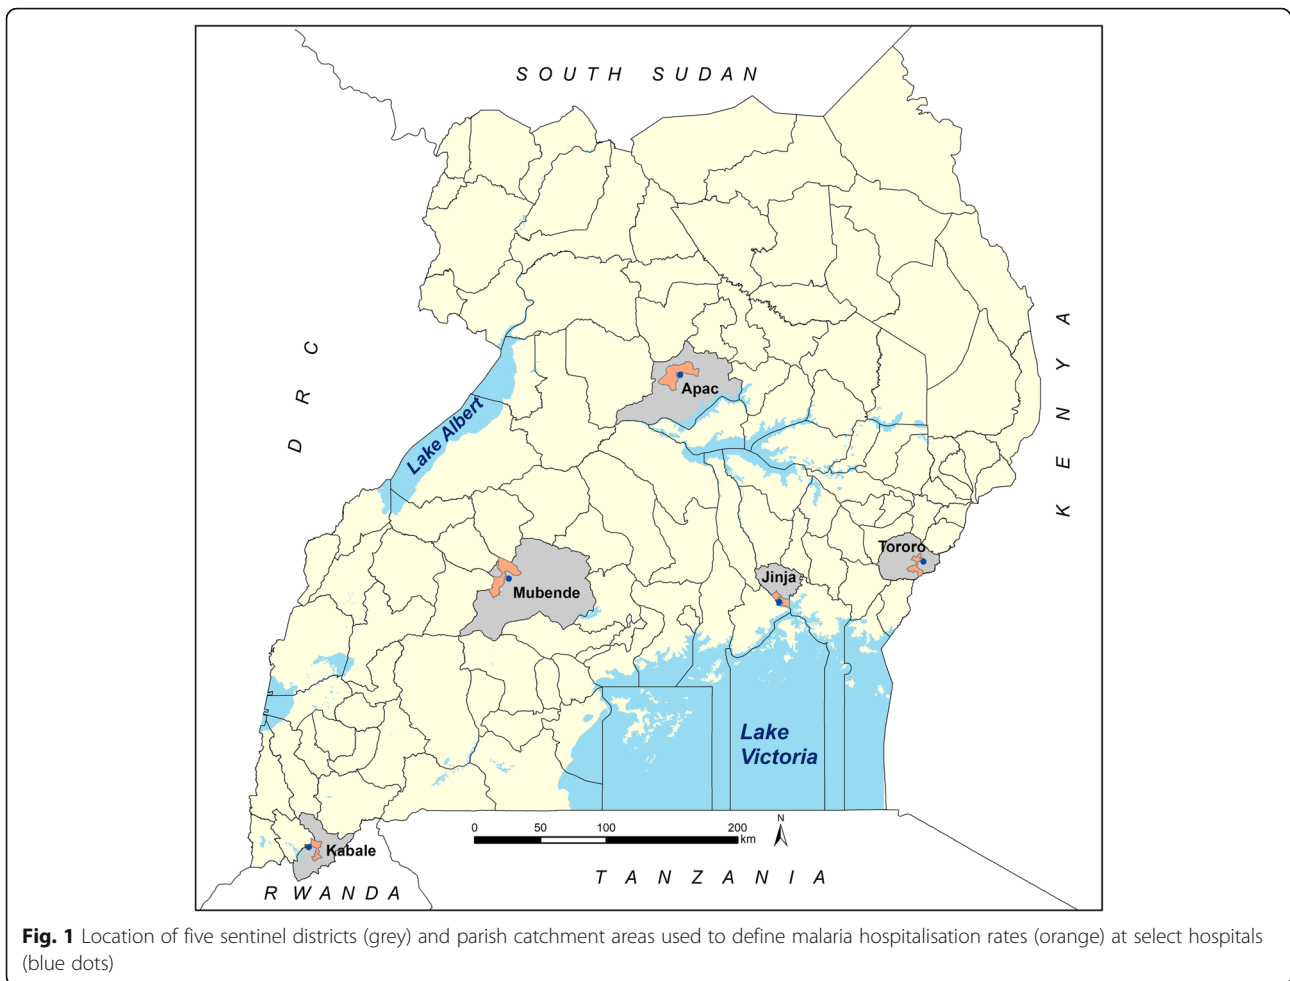 SOUTH SUDAN
DRC
KENYA
Lake Albert
Apac
Tororo
Jinja
Mubende
Lake
Victoria
Kabale
0 50 100 200
km
N
RWANDA
TANZANIA
Fig. 1 Location of five sentinel districts (grey) and parish catchment areas used to define malaria hospitalisation rates (orange) at select hospitals
(blue dots)